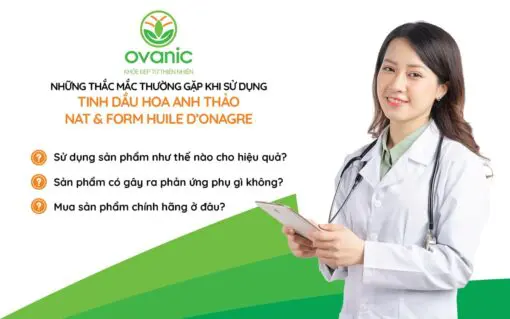 ovanic
KHỎE ĐẸP TỪ THIÊN NHIÊN
NHỮNG THẮC MẮC THƯỜNG GẶP KHI SỬ DỤNG
TINH DẦU HOA ANH THẢO
NAT & FORM HUILE D'ONAGRE
? Sử dụng sản phẩm như thế nào cho hiệu quả?
? Sản phẩm có gây ra phản ứng phụ gì không?
? Mua sản phẩm chính hãng ở đâu?